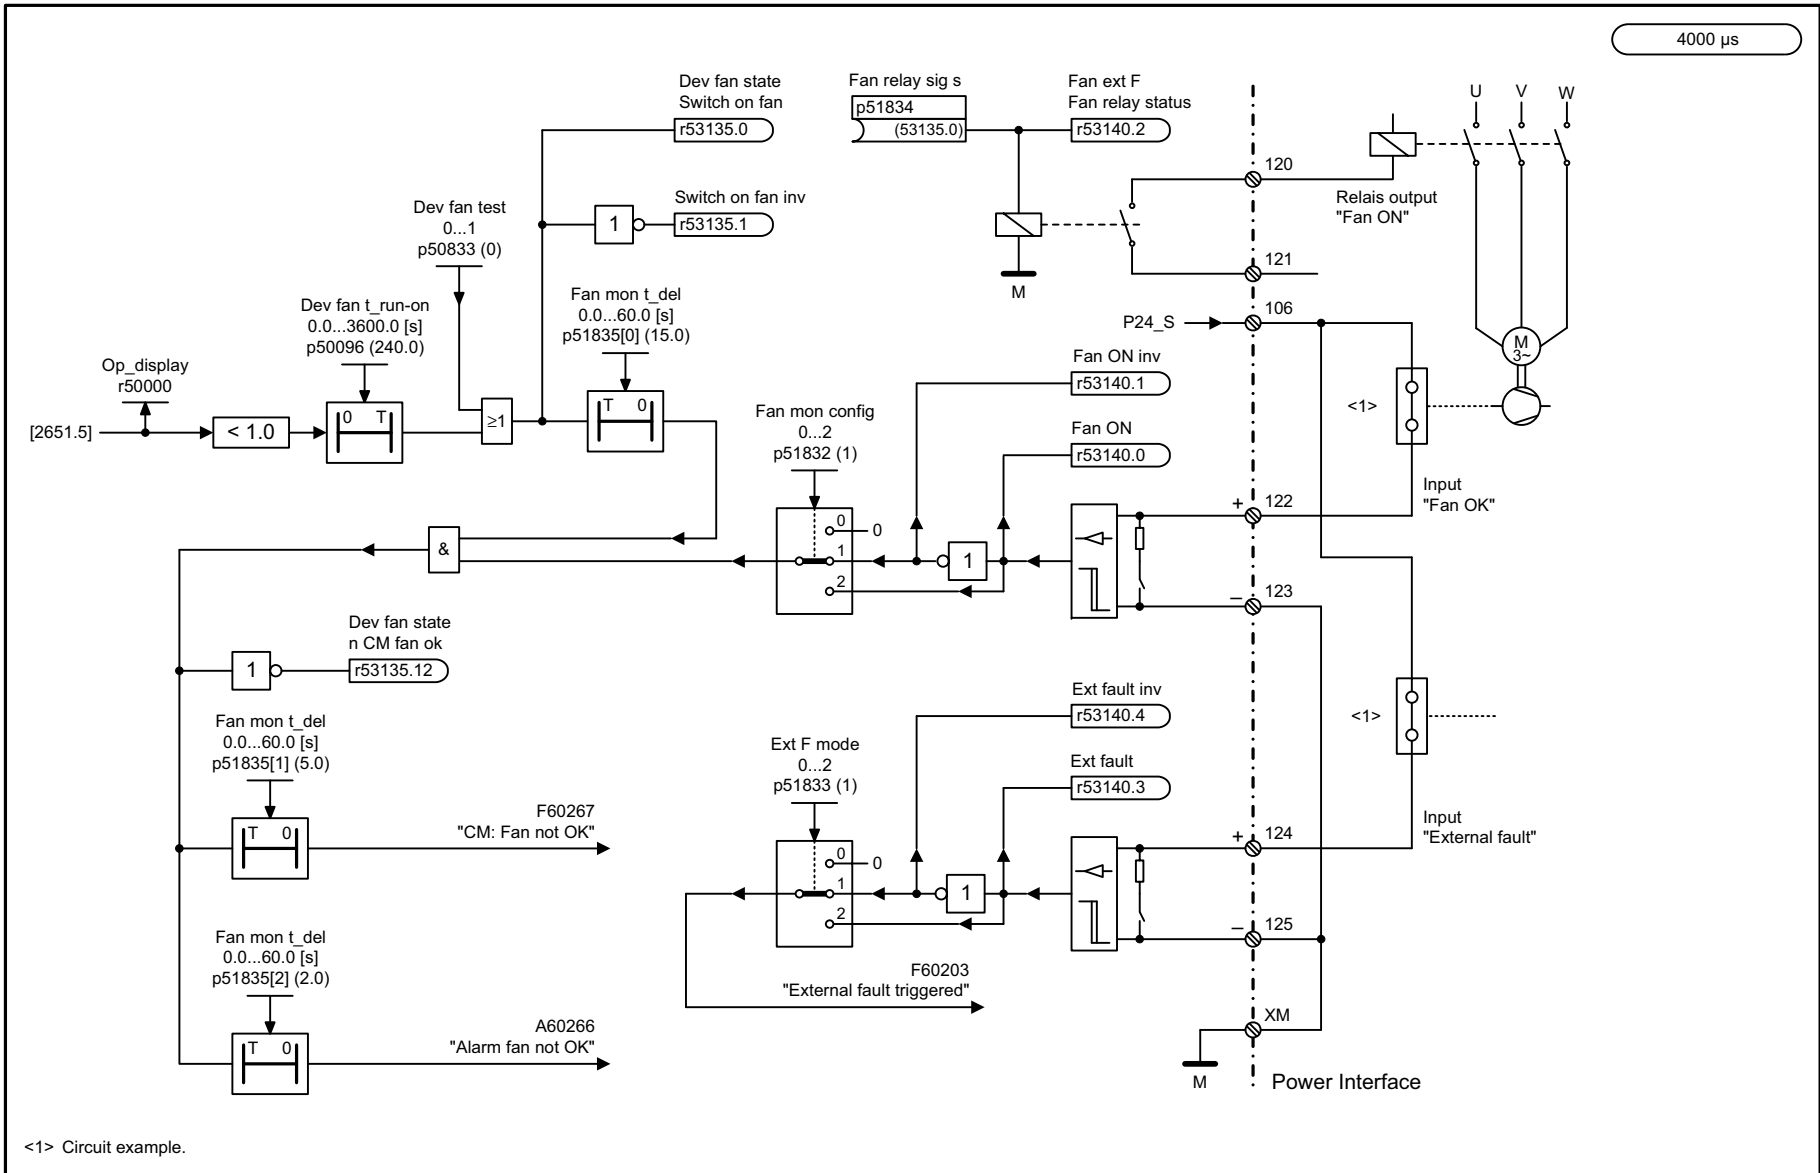 4000 µs
Dev fan state
Switch on fan
r53135.0
Switch on fan inv
r53135.1
1
Fan relay sig s
p51834
(53135.0)
Fan ext F
Fan relay status
r53140.2
M
120
121
Relais output
"Fan ON"
U
V
W
M
3~
Dev fan test
0...1
p50833 (0)
Dev fan t_run-on
0.0...3600.0 [s]
p50096 (240.0)
Fan mon t_del
0.0...60.0 [s]
p51835[0] (15.0)
Op_display
r50000
[2651.5]
< 1.0
0 T
≥1
T 0
P24_S
106
Fan ON inv
r53140.1
Fan ON
r53140.0
<1>
Fan mon config
0...2
p51832 (1)
0
0
1
2
1
+
122
Input
"Fan OK"
–
123
&
Dev fan state
n CM fan ok
r53135.12
1
Fan mon t_del
0.0...60.0 [s]
p51835[1] (5.0)
T 0
F60267
"CM: Fan not OK"
Fan mon t_del
0.0...60.0 [s]
p51835[2] (2.0)
T 0
A60266
"Alarm fan not OK"
Ext fault inv
r53140.4
Ext fault
r53140.3
<1>
Ext F mode
0...2
p51833 (1)
0
0
1
2
1
+
124
Input
"External fault"
–
125
F60203
"External fault triggered"
XM
M
Power Interface
<1> Circuit example.